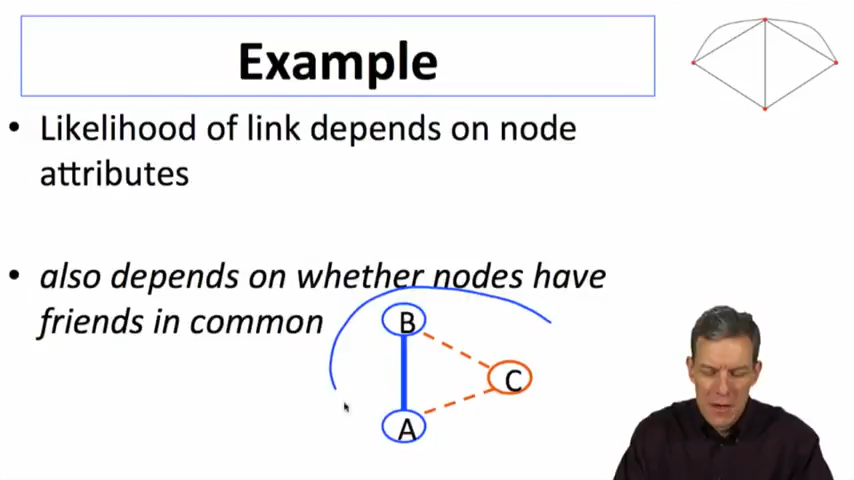 Example
• Likelihood of link depends on node
attributes
• also depends on whether nodes have
friends in common
B
C
A